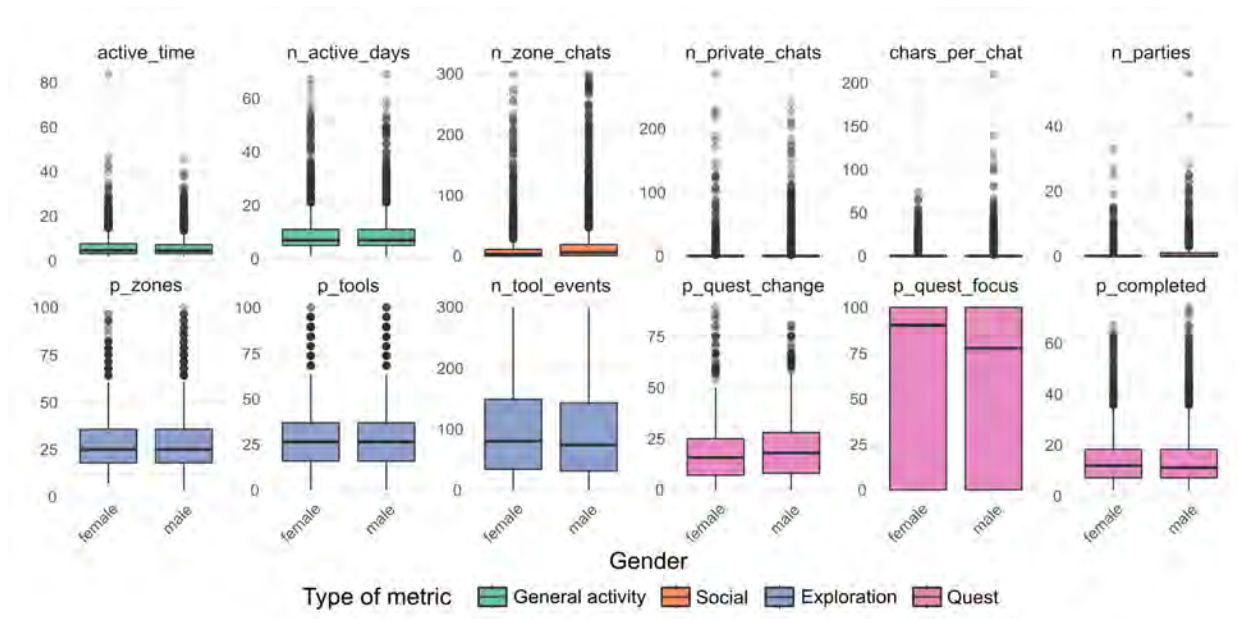 active_time n_active_days n_zone_chats n_private_chats chars_per_chat n_parties
80 60 40 20 0
60 40 20 0
300 200 100 0
200 100 0
200 150 100 50 0
40 20 0
p_zones p_tools n_tool_events p_quest_change p_quest_focus p_completed
100 75 50 25 0
100 75 50 25 0
300 200 100 0
75 50 25 0
100 75 50 25 0
60 40 20 0
female male female male female male female male female male female male
Gender
Type of metric General activity Social Exploration Quest